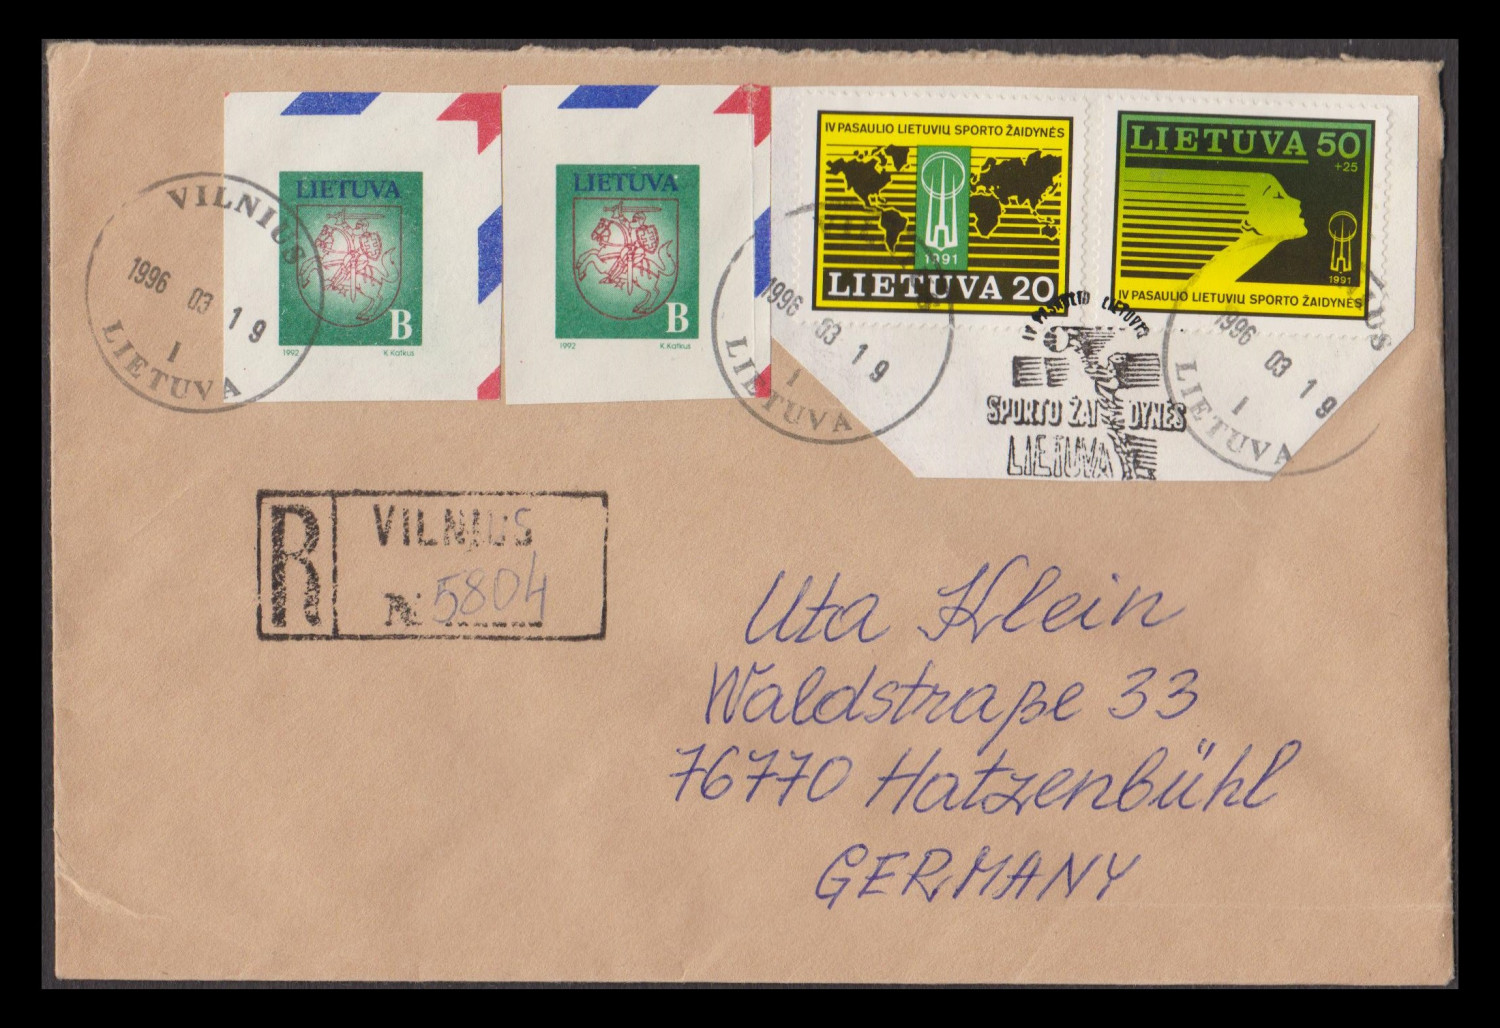 LIETUVA
B
1992
K. Katkus
LIETUVA
B
1992
K. Katkus
IV PASAULIO LIETUVIŲ SPORTO ŽAIDYNĖS
1991
LIETUVA 20
LIETUVA 50
+25
1991
IV PASAULIO LIETUVIŲ SPORTO ŽAIDYNĖS
VILNIUS
1996 03 19
1
LIETUVA
1996 03 19
1
LIETUVA
1996 03 19
1
LIETUVA
SPORTO ŽAIDYNĖS
LIETUVA
R
VILNIUS
№ 5804
Uta Klein
Waldstraße 33
76770 Hatzenbühl
GERMANY